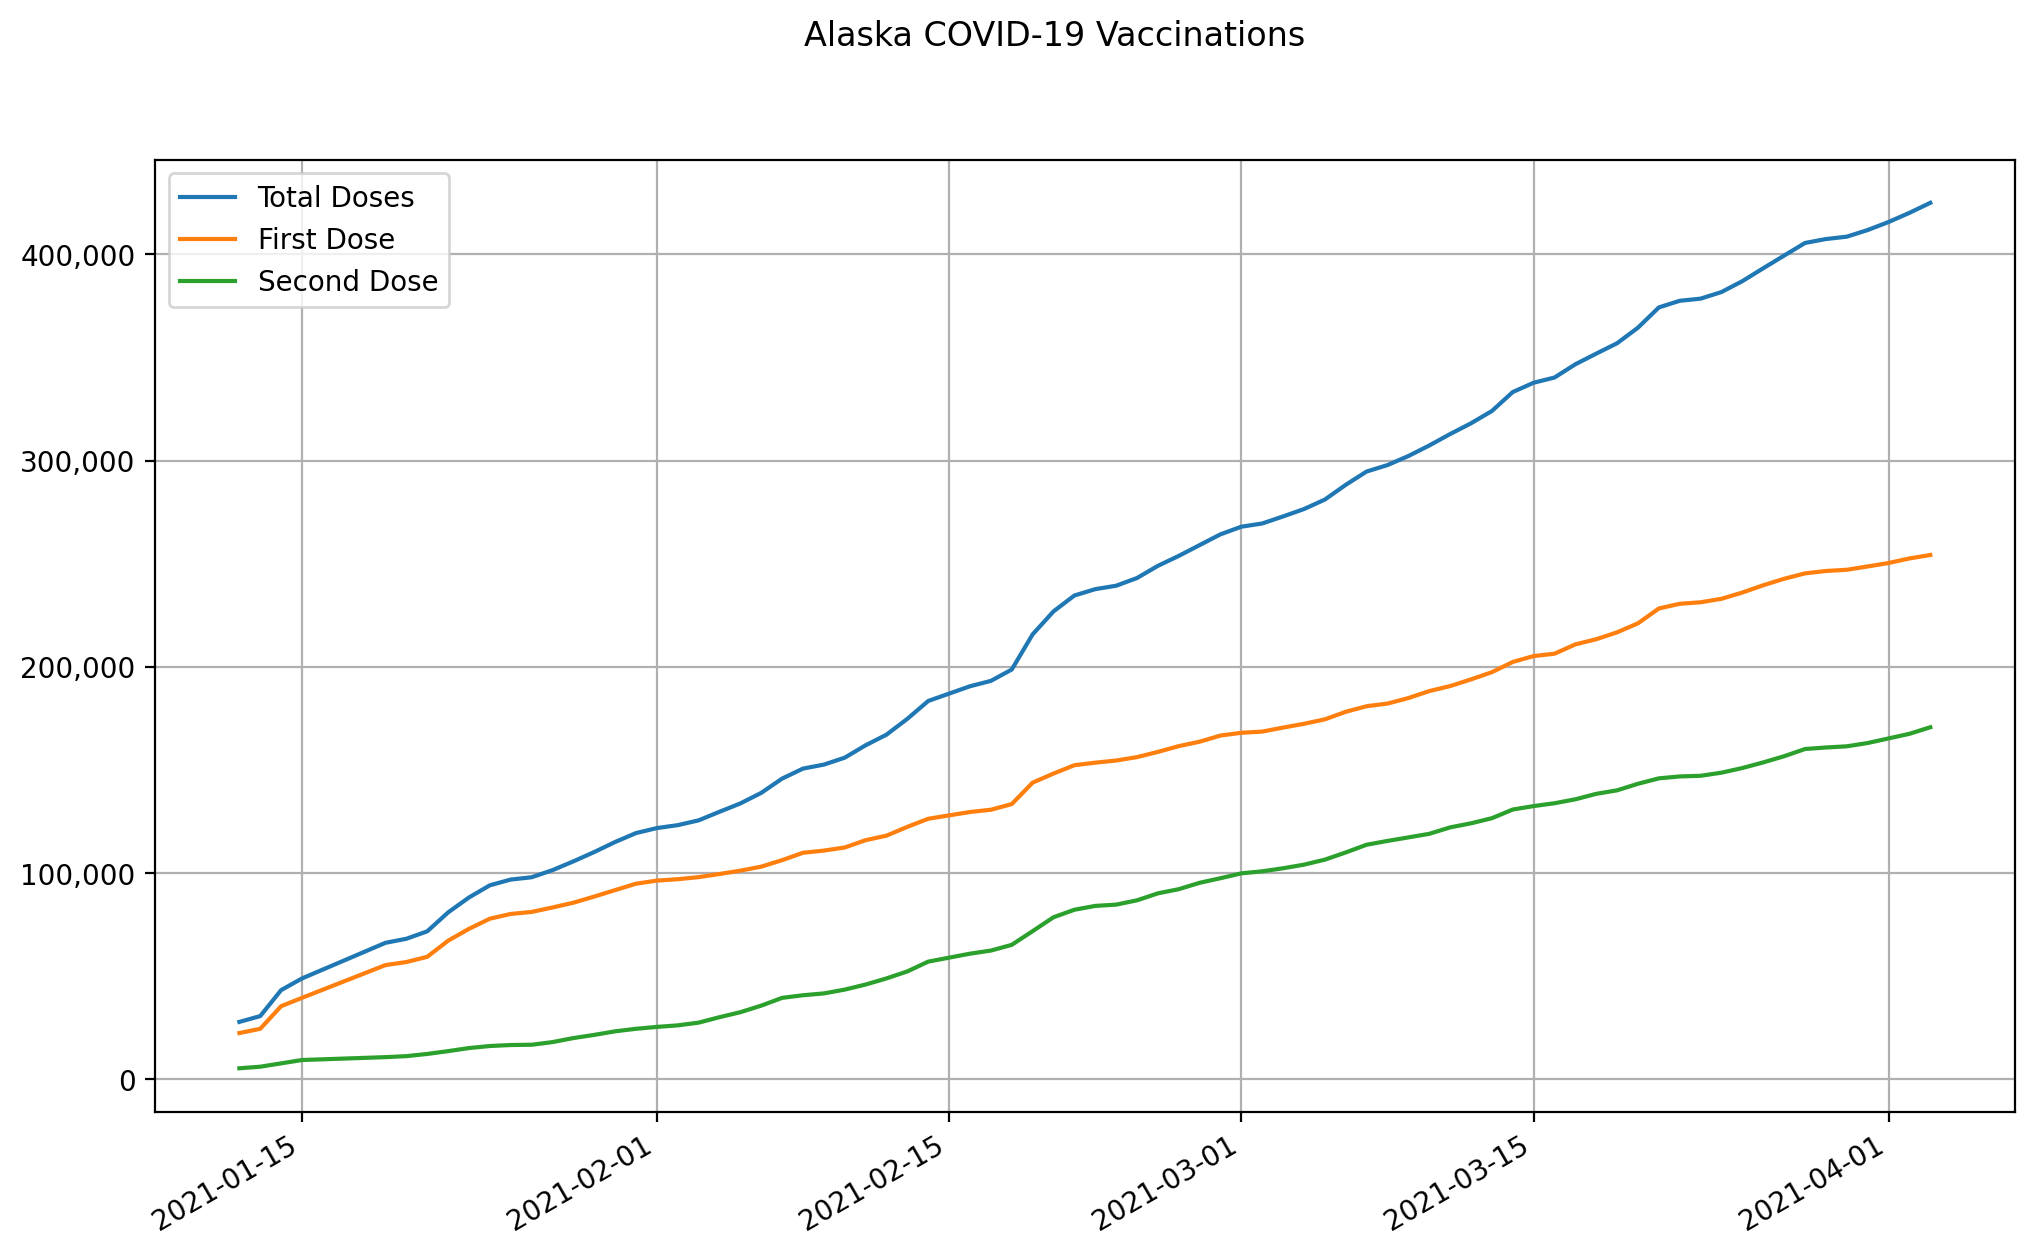 Alaska COVID-19 Vaccinations
Total Doses
First Dose
Second Dose
400,000
300,000
200,000
100,000
0
2021-01-15
2021-02-01
2021-02-15
2021-03-01
2021-03-15
2021-04-01